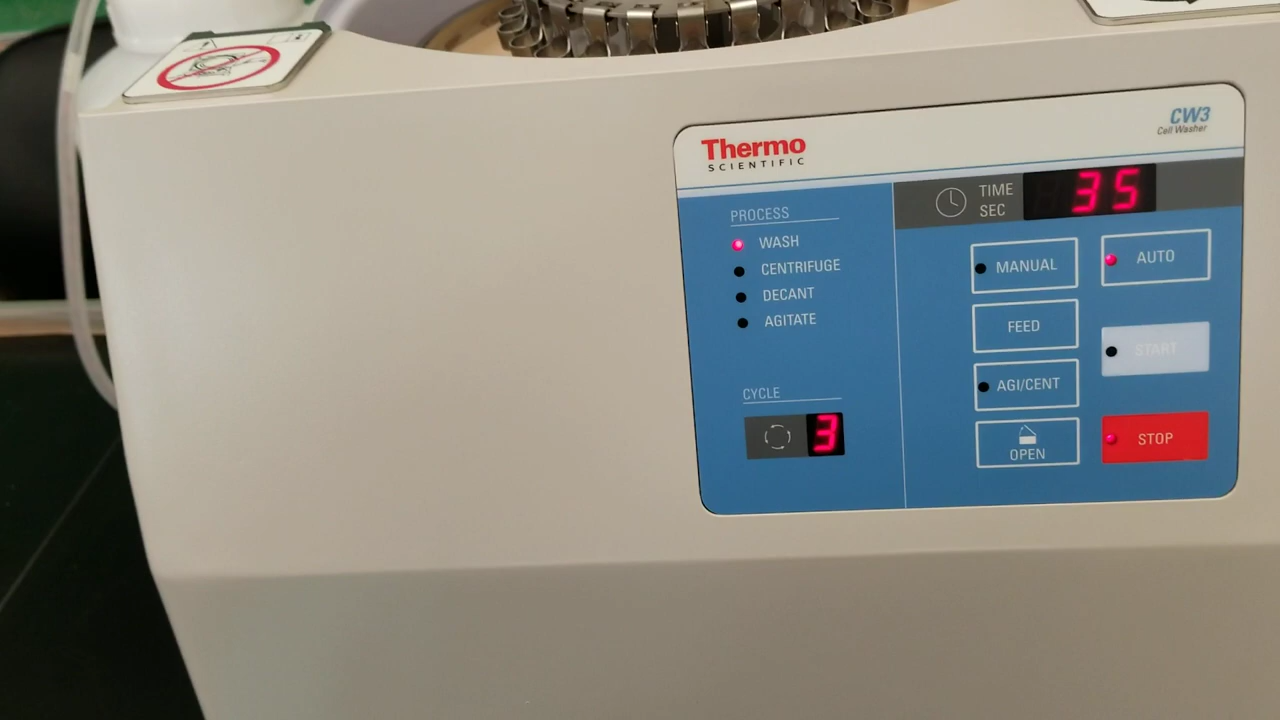 Thermo
SCIENTIFIC
CW3
Cell Washer
TIME
SEC
35
PROCESS
WASH
CENTRIFUGE
DECANT
AGITATE
CYCLE
3
MANUAL
AUTO
FEED
START
AGI/CENT
STOP
OPEN